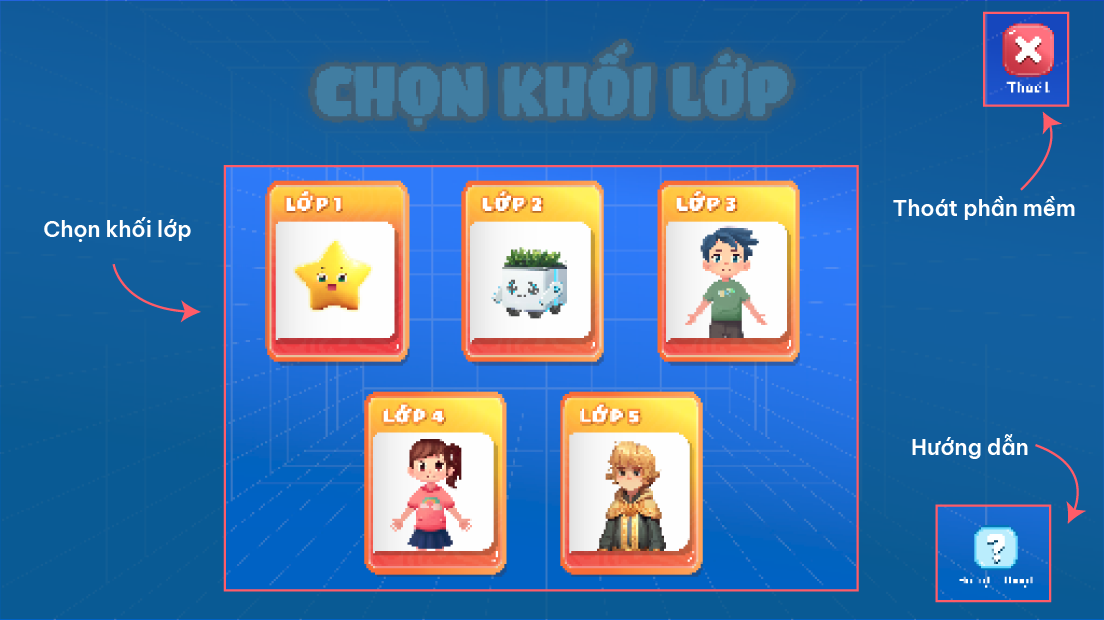 CHỌN KHỐI LỚP
Thoát
LỚP 1
LỚP 2
LỚP 3
Chọn khối lớp
Thoát phần mềm
LỚP 4
LỚP 5
Hướng dẫn
?